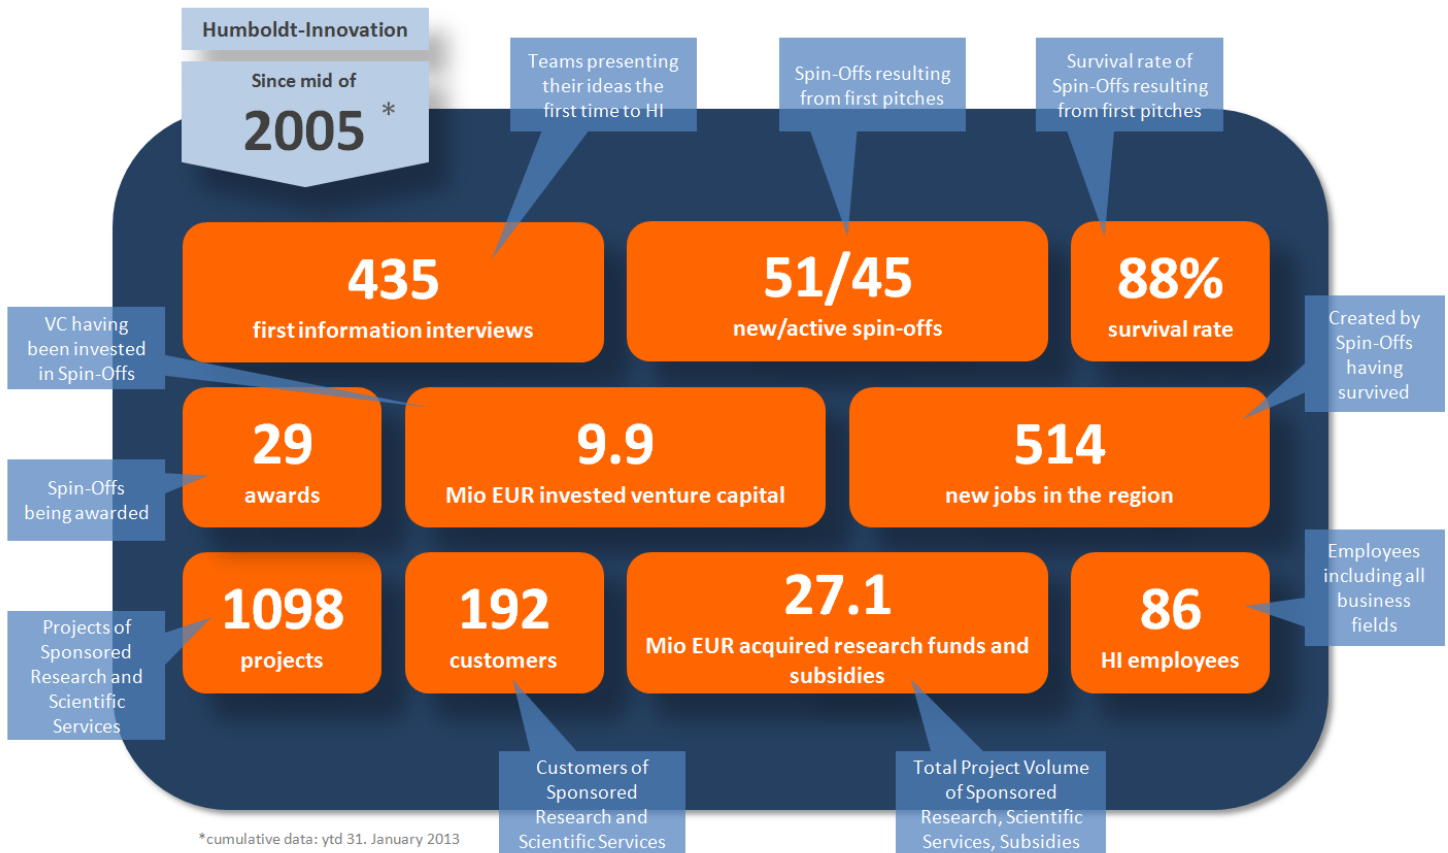 Humboldt-Innovation
Since mid of
2005 *
Teams presenting
their ideas the
first time to HI
Spin-Offs resulting
from first pitches
Survival rate of
Spin-Offs resulting
from first pitches
435
first information interviews
51/45
new/active spin-offs
88%
survival rate
VC having
been invested
in Spin-Offs
Created by
Spin-Offs
having
survived
29
awards
9.9
Mio EUR invested venture capital
514
new jobs in the region
Spin-Offs
being awarded
Employees
including all
business
fields
1098
projects
192
customers
27.1
Mio EUR acquired research funds and
subsidies
86
HI employees
Projects of
Sponsored
Research and
Scientific
Services
Customers of
Sponsored
Research and
Scientific Services
Total Project Volume
of Sponsored
Research, Scientific
Services, Subsidies
*cumulative data: ytd 31. January 2013